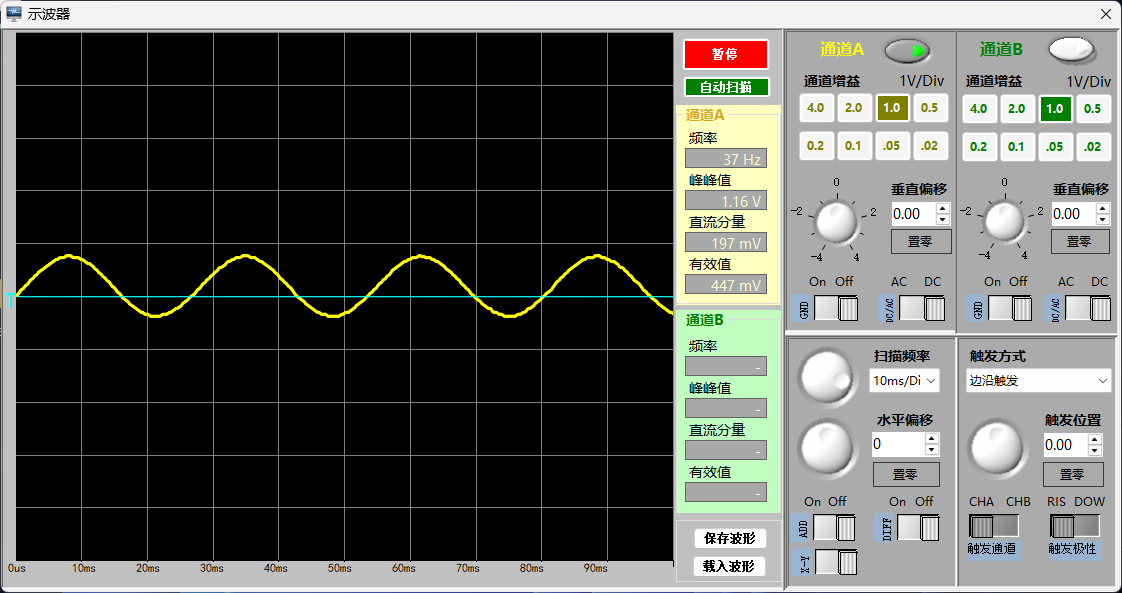 示波器
T
0us 10ms 20ms 30ms 40ms 50ms 60ms 70ms 80ms 90ms
暂停
自动扫描
通道A
频率
37 Hz
峰峰值
1.16 V
直流分量
197 mV
有效值
447 mV
通道B
频率
-
峰峰值
-
直流分量
-
有效值
-
保存波形
载入波形
通道A
通道增益 1V/Div
4.0 2.0 1.0 0.5
0.2 0.1 .05 .02
0
-2 2
-4 4
垂直偏移
0.00
置零
On Off AC DC
GND DC/AC
通道B
通道增益 1V/Div
4.0 2.0 1.0 0.5
0.2 0.1 .05 .02
0
-2 2
-4 4
垂直偏移
0.00
置零
On Off AC DC
GND DC/AC
扫描频率
10ms/Di
水平偏移
0
置零
On Off On Off
ADD DIFF
X-Y
触发方式
边沿触发
触发位置
0.00
置零
CHA CHB RIS DOW
触发通道 触发极性